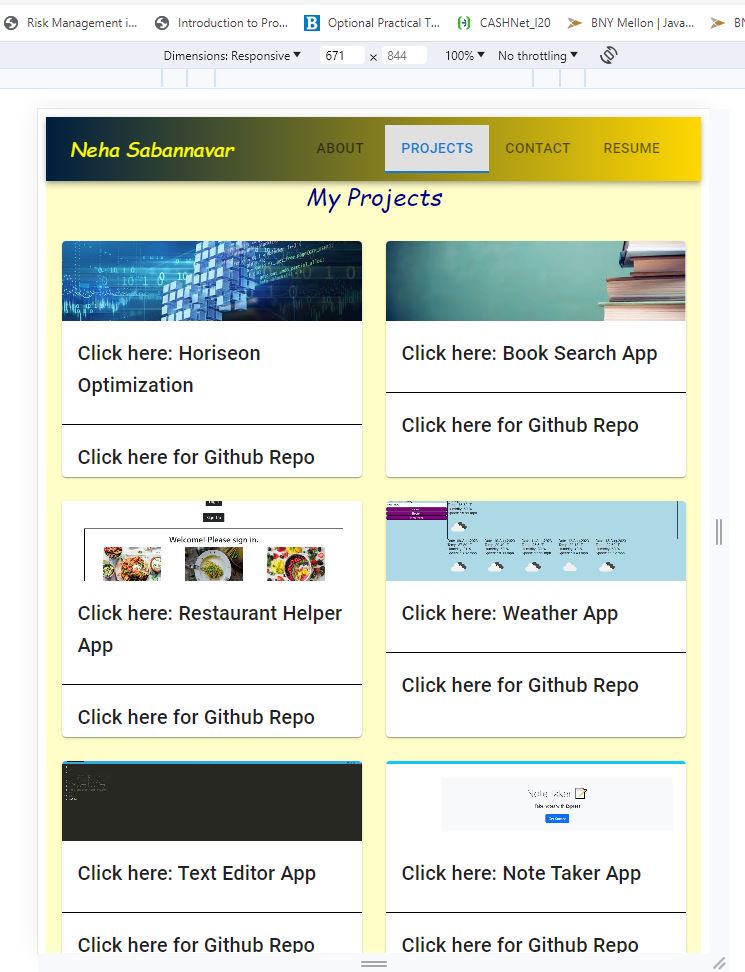 Risk Management i...
Introduction to Pro...
B Optional Practical T...
CASHNet_I20
BNY Mellon | Java...
Dimensions: Responsive 671 x 844 100% No throttling
Neha Sabannavar
ABOUT
PROJECTS
CONTACT
RESUME
My Projects
Click here: Horiseon
Optimization
Click here for Github Repo
Click here: Book Search App
Click here for Github Repo
Welcome! Please sign in.
Click here: Restaurant Helper
App
Click here for Github Repo
Click here: Weather App
Click here for Github Repo
Click here: Text Editor App
Click here for Github Repo
Note Taker
Take notes with Express
Click here: Note Taker App
Click here for Github Repo